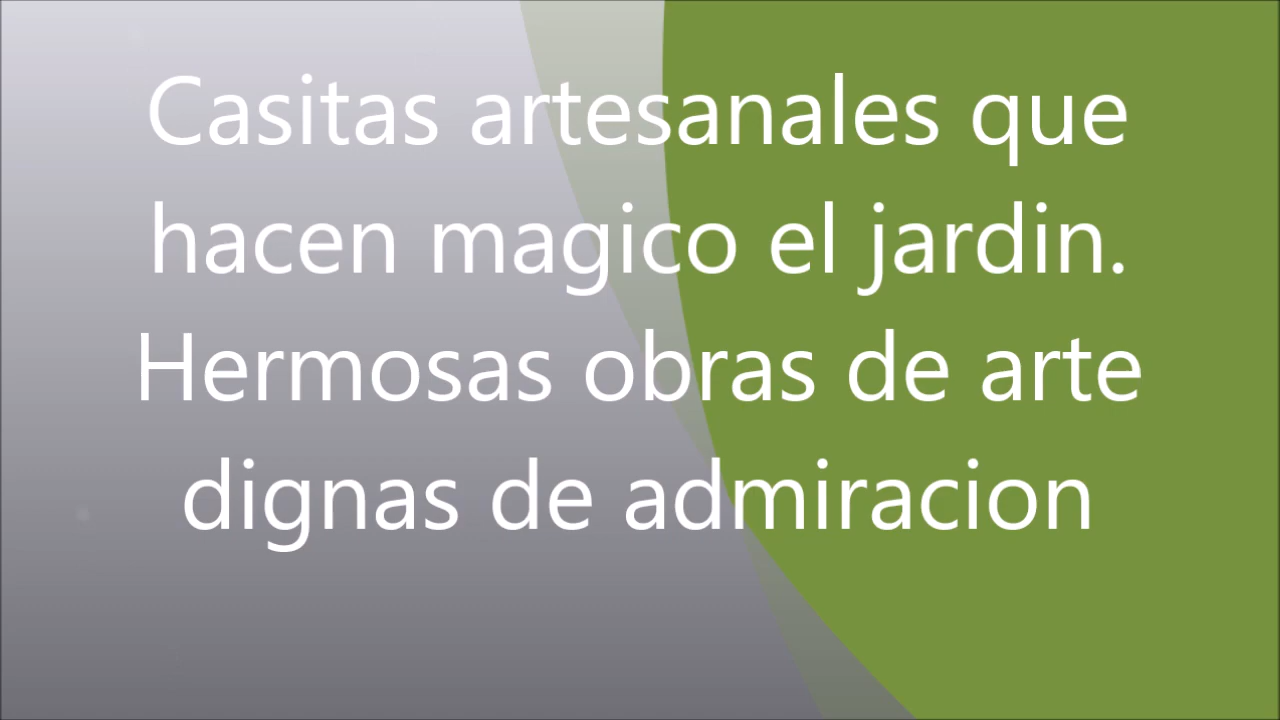 Casitas artesanales que
hacen magico el jardin.
Hermosas obras de arte
dignas de admiracion